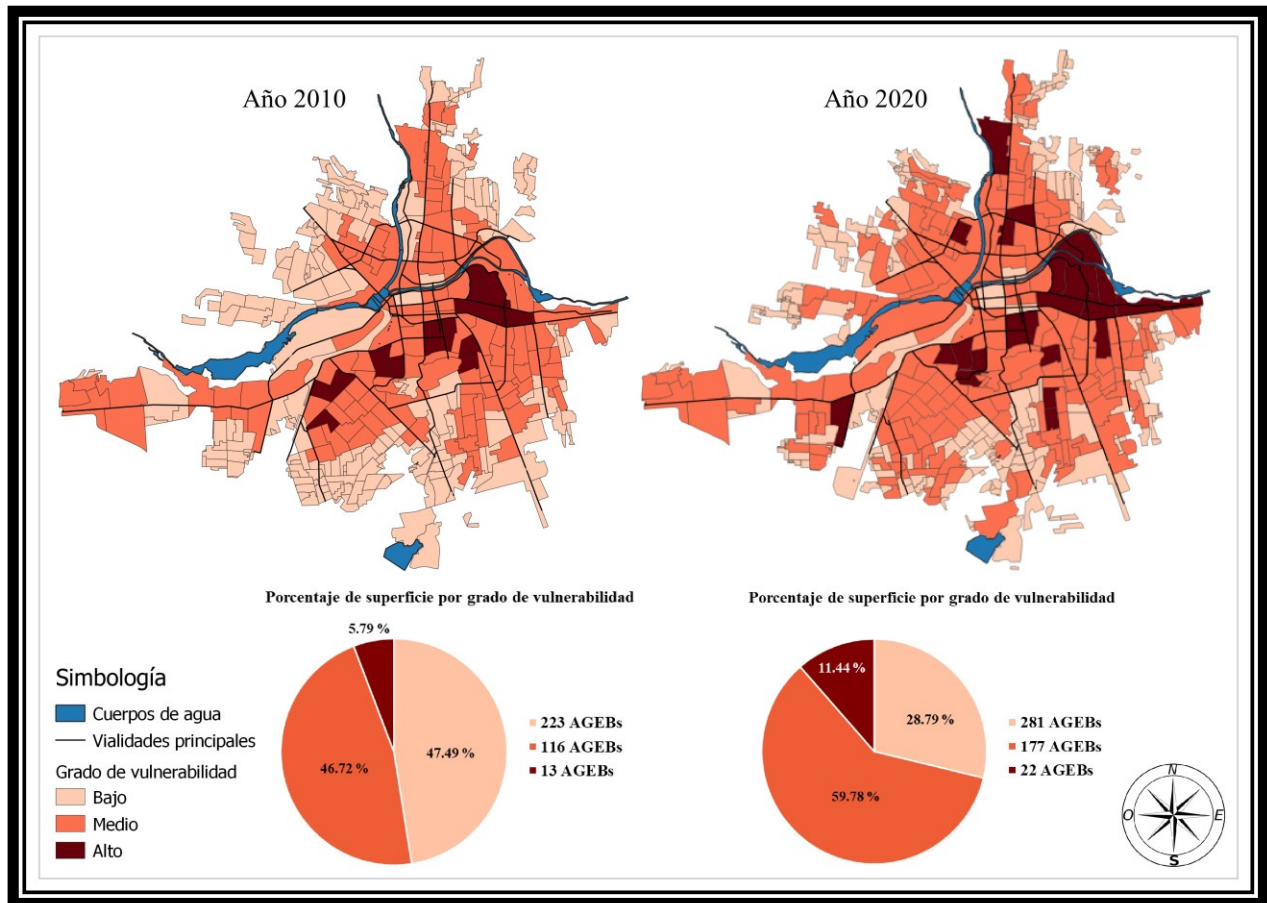 Año 2010
Año 2020
Porcentaje de superficie por grado de vulnerabilidad
5.79 %
47.49 %
46.72 %
223 AGEBs
116 AGEBs
13 AGEBs
Porcentaje de superficie por grado de vulnerabilidad
11.44 %
28.79 %
59.78 %
281 AGEBs
177 AGEBs
22 AGEBs
Simbología
Cuerpos de agua
Vialidades principales
Grado de vulnerabilidad
Bajo
Medio
Alto
N
O
E
S